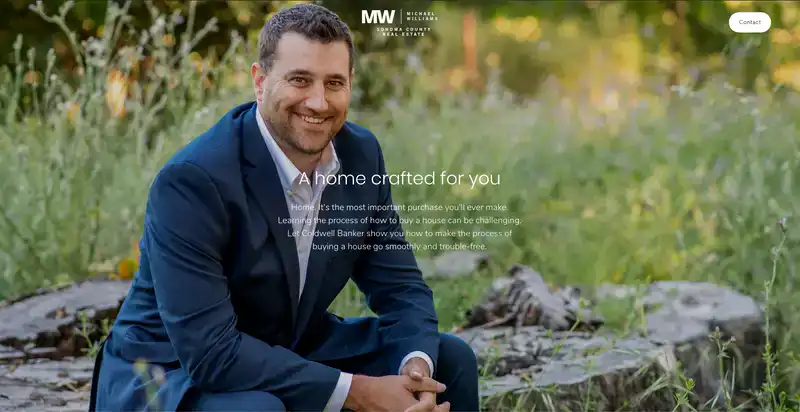 MW
MICHAEL
WILLIAMS
SONOMA COUNTY
REAL ESTATE
Contact
A home crafted for you
Home. It's the most important purchase you'll ever make.
Learning the process of how to buy a house can be challenging.
Let Coldwell Banker show you how to make the process of
buying a house go smoothly and trouble-free.